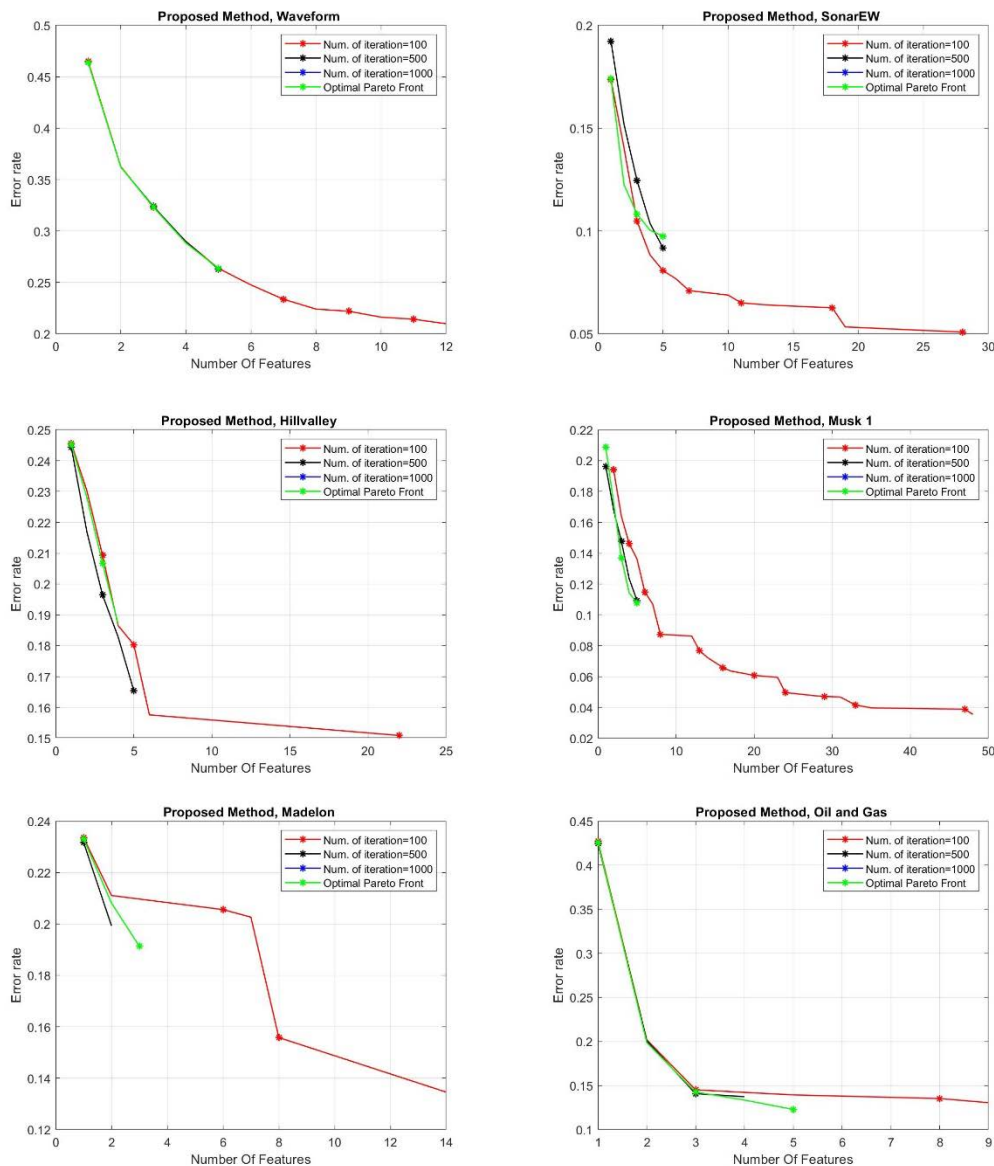 Proposed Method, Waveform
0.5
0.45
0.4
0.35
0.3
0.25
0.2
Error rate
0 2 4 6 8 10 12
Number Of Features
Num. of iteration=100
Num. of iteration=500
Num. of iteration=1000
Optimal Pareto Front
Proposed Method, SonarEW
0.2
0.15
0.1
0.05
Error rate
0 5 10 15 20 25 30
Number Of Features
Num. of iteration=100
Num. of iteration=500
Num. of iteration=1000
Optimal Pareto Front
Proposed Method, Hillvalley
0.25
0.24
0.23
0.22
0.21
0.2
0.19
0.18
0.17
0.16
0.15
Error rate
0 5 10 15 20 25
Number Of Features
Num. of iteration=100
Num. of iteration=500
Num. of iteration=1000
Optimal Pareto Front
Proposed Method, Musk 1
0.22
0.2
0.18
0.16
0.14
0.12
0.1
0.08
0.06
0.04
0.02
Error rate
0 10 20 30 40 50
Number Of Features
Num. of iteration=100
Num. of iteration=500
Num. of iteration=1000
Optimal Pareto Front
Proposed Method, Madelon
0.24
0.22
0.2
0.18
0.16
0.14
0.12
Error rate
0 2 4 6 8 10 12 14
Number Of Features
Num. of iteration=100
Num. of iteration=500
Num. of iteration=1000
Optimal Pareto Front
Proposed Method, Oil and Gas
0.45
0.4
0.35
0.3
0.25
0.2
0.15
0.1
Error rate
1 2 3 4 5 6 7 8 9
Number Of Features
Num. of iteration=100
Num. of iteration=500
Num. of iteration=1000
Optimal Pareto Front